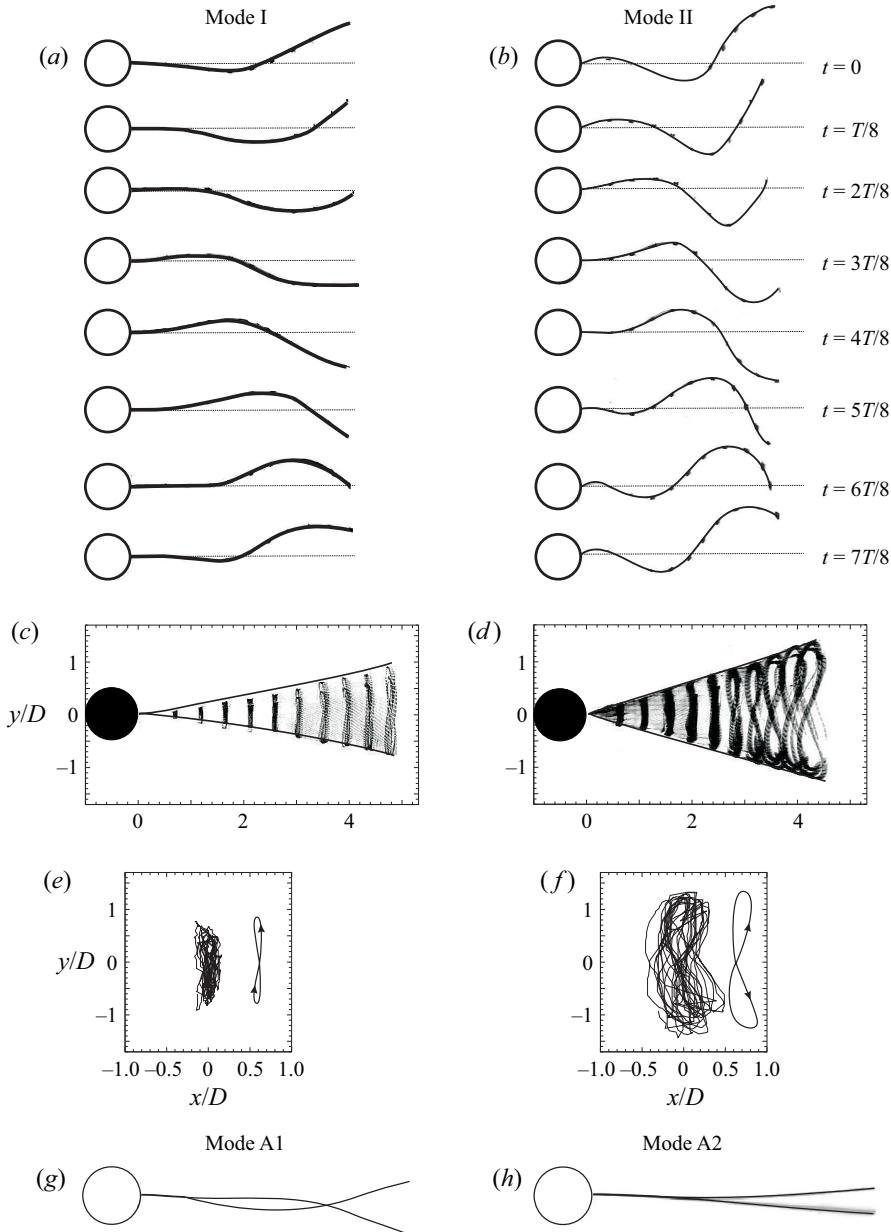 Mode I
Mode II
(a)
(b)
t = 0
t = T/8
t = 2T/8
t = 3T/8
t = 4T/8
t = 5T/8
t = 6T/8
t = 7T/8
(c)
(d)
1
0
–1
y/D
0 2 4
1
0
–1
0 2 4
(e)
(f)
1
0
–1
y/D
–1.0 –0.5 0 0.5 1.0
x/D
1
0
–1
–1.0 –0.5 0 0.5 1.0
x/D
Mode A1
Mode A2
(g)
(h)